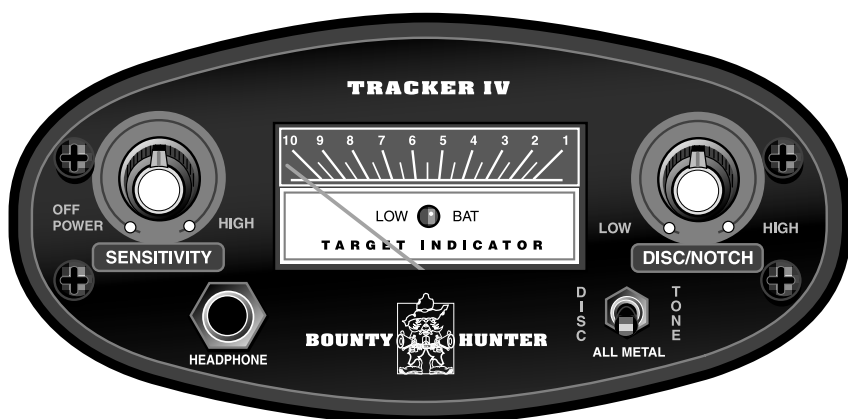 TRACKER IV
10 9 8 7 6 5 4 3 2 1
OFF
POWER
HIGH
SENSITIVITY
LOW BAT
TARGET INDICATOR
LOW
HIGH
DISC/NOTCH
HEADPHONE
BOUNTY HUNTER
DISC
TONE
ALL METAL